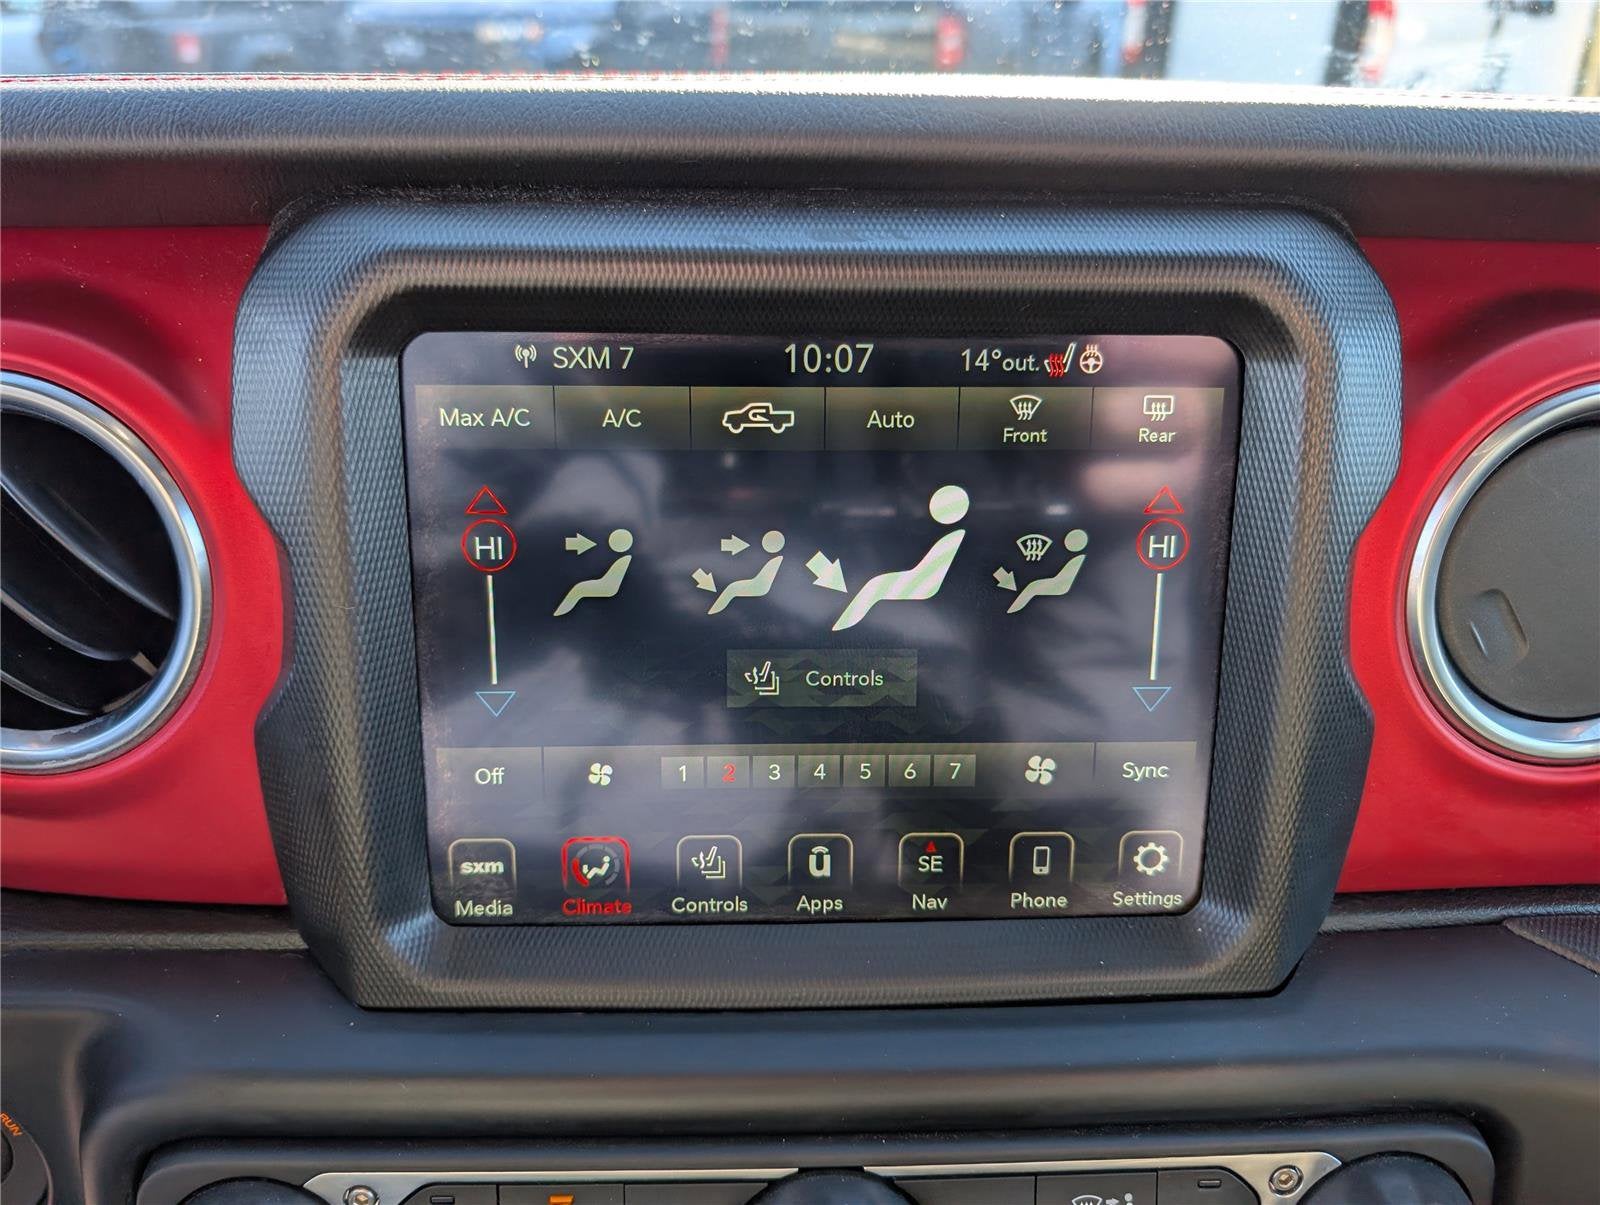 SXM 7 10:07 14°out.
Max A/C A/C Auto Front Rear
HI HI
Controls
Off 1 2 3 4 5 6 7 Sync
sxm SE
Media Climate Controls Apps Nav Phone Settings
RUN